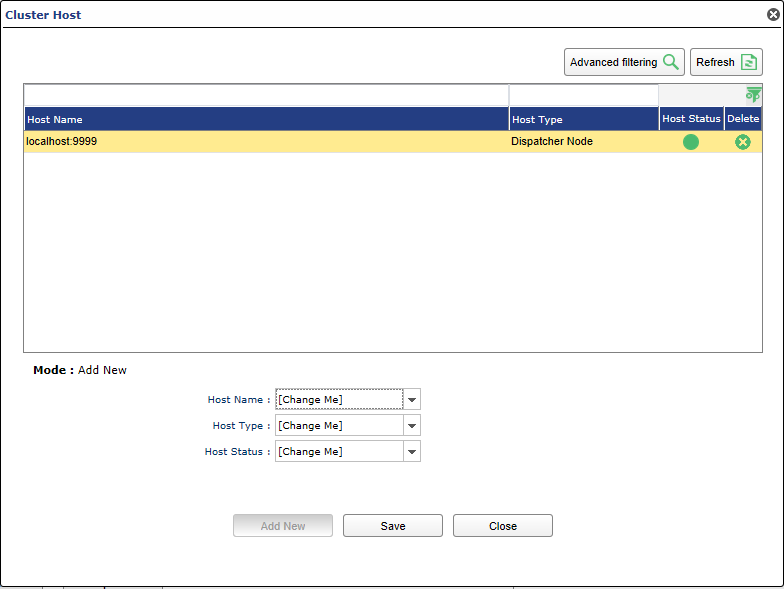 Cluster Host
Advanced filtering Refresh
Host Name Host Type Host Status Delete
localhost:9999 Dispatcher Node
Mode : Add New
Host Name : [Change Me]
Host Type : [Change Me]
Host Status : [Change Me]
Add New Save Close